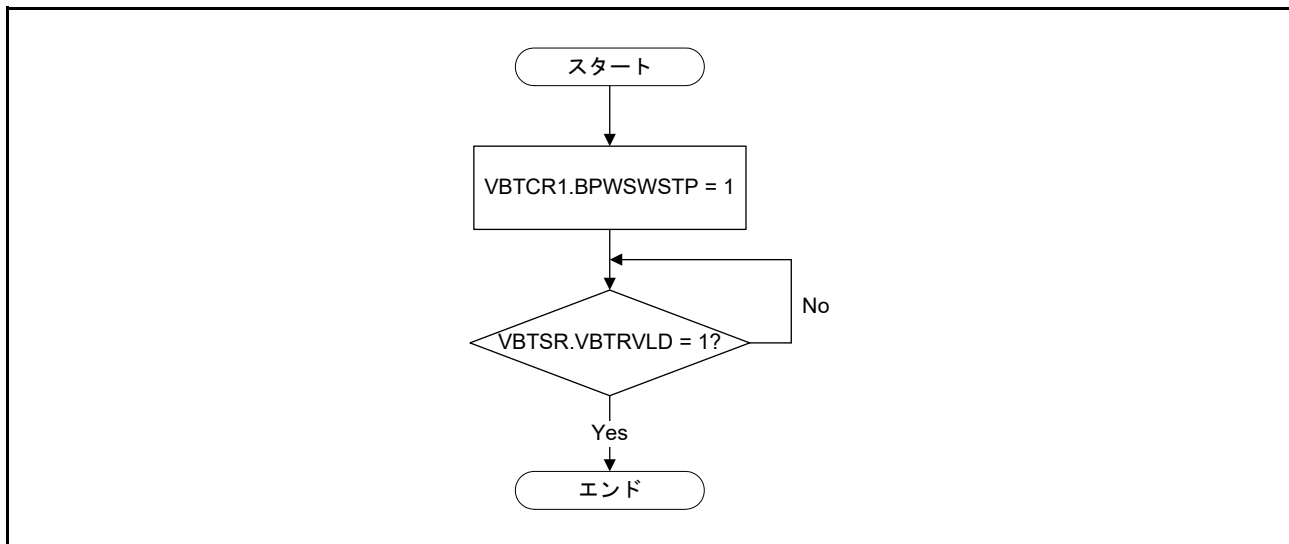 スタート
VBTCR1.BPWSWSTP = 1
VBTSR.VBTRVLD = 1?
No
Yes
エンド